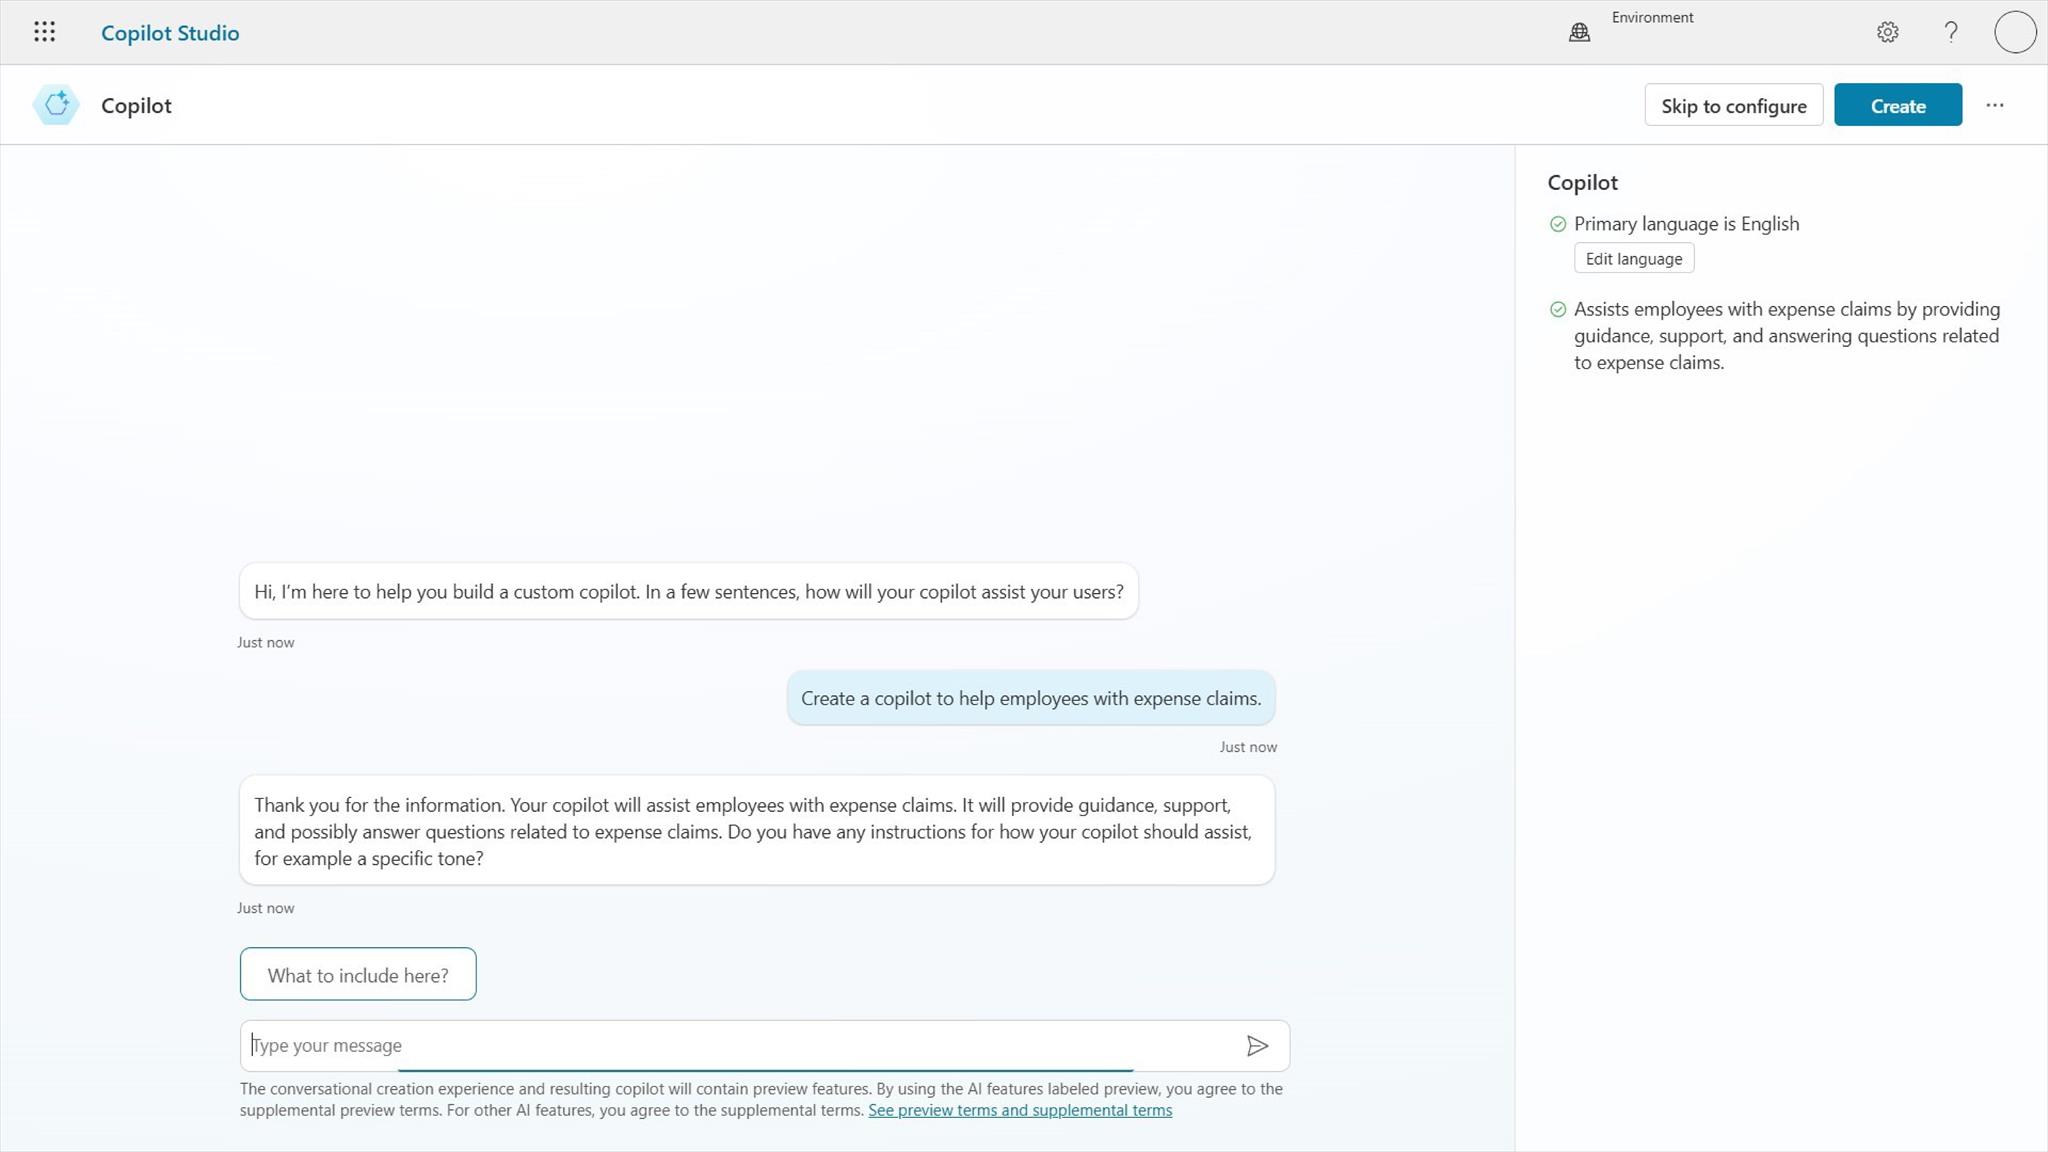 Copilot Studio
Environment
Copilot
Skip to configure
Create
Copilot
Primary language is English
Edit language
Assists employees with expense claims by providing
guidance, support, and answering questions related
to expense claims.
Hi, I’m here to help you build a custom copilot. In a few sentences, how will your copilot assist your users?
Just now
Create a copilot to help employees with expense claims.
Just now
Thank you for the information. Your copilot will assist employees with expense claims. It will provide guidance, support,
and possibly answer questions related to expense claims. Do you have any instructions for how your copilot should assist,
for example a specific tone?
Just now
What to include here?
Type your message
The conversational creation experience and resulting copilot will contain preview features. By using the AI features labeled preview, you agree to the
supplemental preview terms. For other AI features, you agree to the supplemental terms. See preview terms and supplemental terms